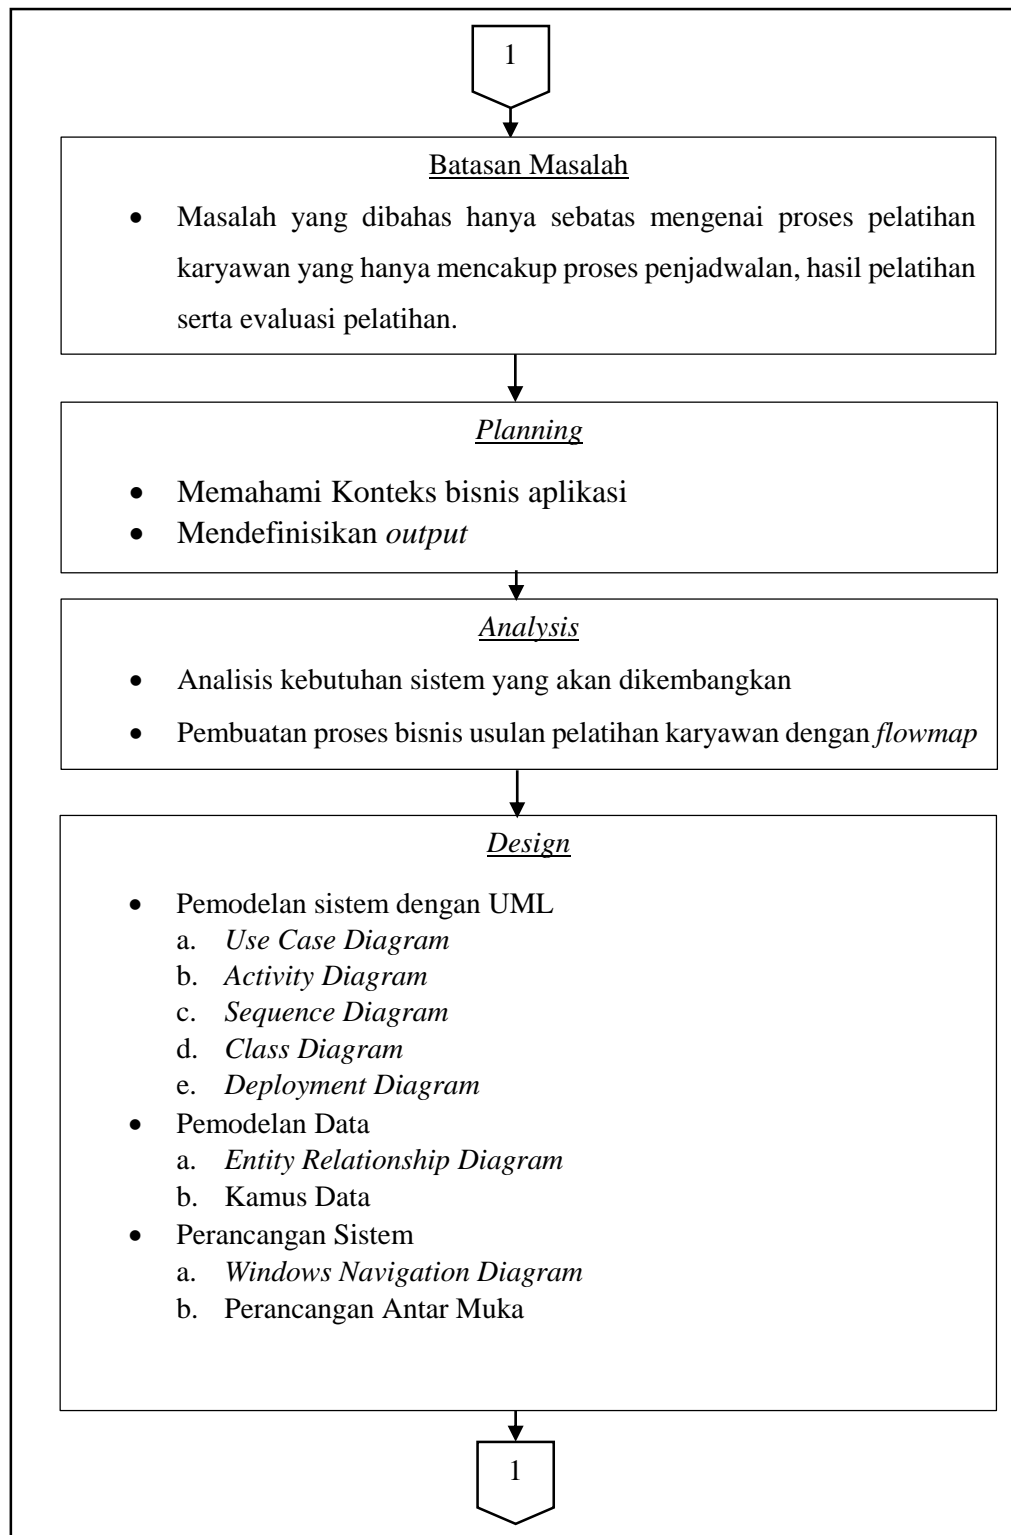 1
Batasan Masalah
• Masalah yang dibahas hanya sebatas mengenai proses pelatihan
karyawan yang hanya mencakup proses penjadwalan, hasil pelatihan
serta evaluasi pelatihan.
Planning
• Memahami Konteks bisnis aplikasi
• Mendefinisikan output
Analysis
• Analisis kebutuhan sistem yang akan dikembangkan
• Pembuatan proses bisnis usulan pelatihan karyawan dengan flowmap
Design
• Pemodelan sistem dengan UML
a. Use Case Diagram
b. Activity Diagram
c. Sequence Diagram
d. Class Diagram
e. Deployment Diagram
• Pemodelan Data
a. Entity Relationship Diagram
b. Kamus Data
• Perancangan Sistem
a. Windows Navigation Diagram
b. Perancangan Antar Muka
1